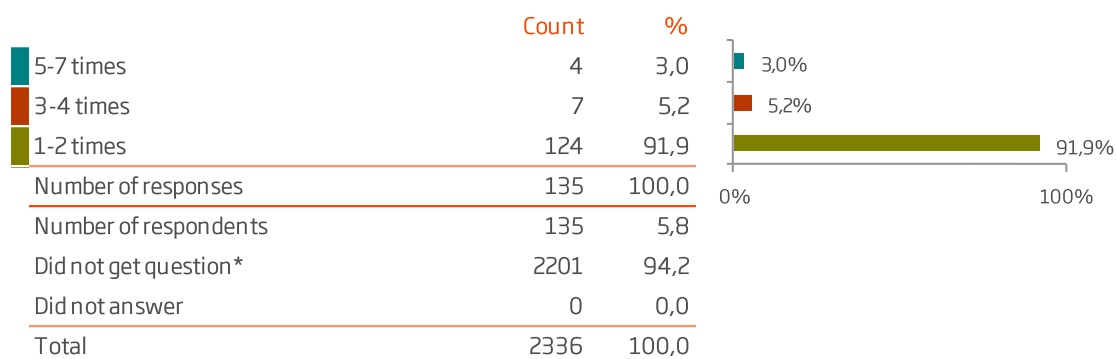 Count %
5-7 times 4 3,0
3-4 times 7 5,2
1-2 times 124 91,9
Number of responses 135 100,0
Number of respondents 135 5,8
Did not get question* 2201 94,2
Did not answer 0 0,0
Total 2336 100,0
3,0%
5,2%
91,9%
0% 100%